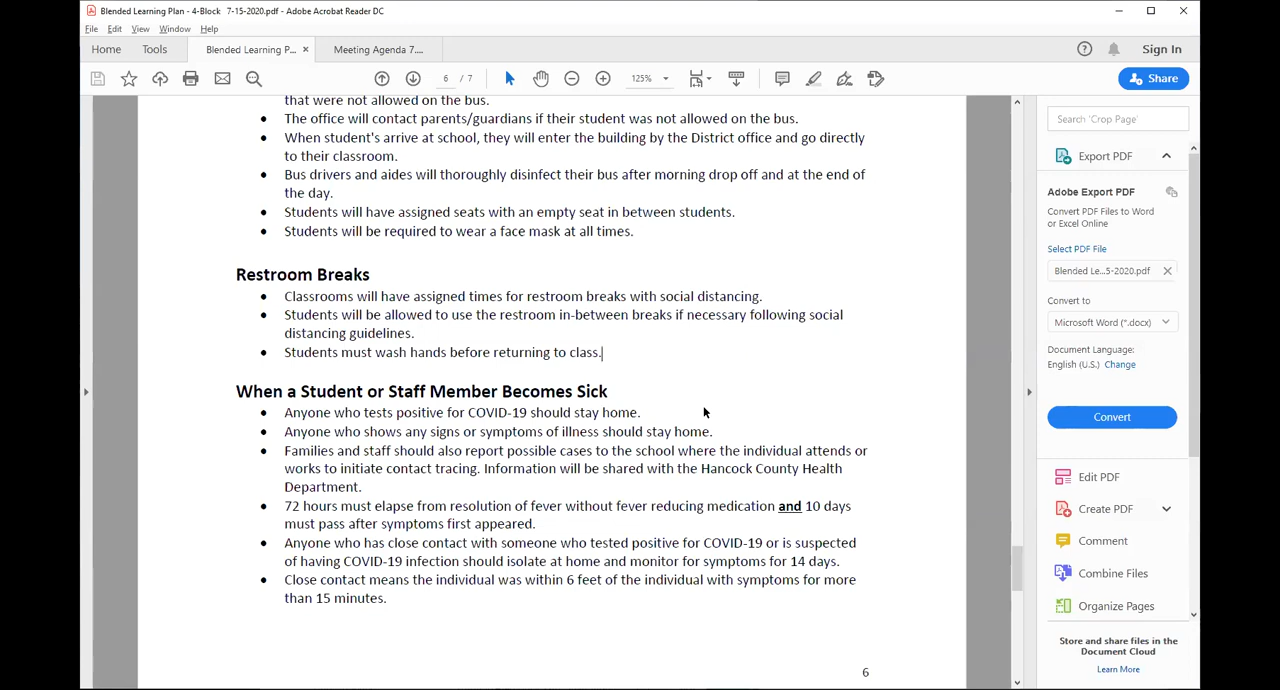 Blended Learning Plan - 4-Block   7-15-2020.pdf - Adobe Acrobat Reader DC
File Edit View Window Help
Home Tools Blended Learning P... × Meeting Agenda 7.... Sign In
6 / 7 125% Share
that were not allowed on the bus.
• The office will contact parents/guardians if their student was not allowed on the bus.
• When student's arrive at school, they will enter the building by the District office and go directly
to their classroom.
• Bus drivers and aides will thoroughly disinfect their bus after morning drop off and at the end of
the day.
• Students will have assigned seats with an empty seat in between students.
• Students will be required to wear a face mask at all times.
Restroom Breaks
• Classrooms will have assigned times for restroom breaks with social distancing.
• Students will be allowed to use the restroom in-between breaks if necessary following social
distancing guidelines.
• Students must wash hands before returning to class.
When a Student or Staff Member Becomes Sick
• Anyone who tests positive for COVID-19 should stay home.
• Anyone who shows any signs or symptoms of illness should stay home.
• Families and staff should also report possible cases to the school where the individual attends or
works to initiate contact tracing. Information will be shared with the Hancock County Health
Department.
• 72 hours must elapse from resolution of fever without fever reducing medication and 10 days
must pass after symptoms first appeared.
• Anyone who has close contact with someone who tested positive for COVID-19 or is suspected
of having COVID-19 infection should isolate at home and monitor for symptoms for 14 days.
• Close contact means the individual was within 6 feet of the individual with symptoms for more
than 15 minutes.
6
Search 'Crop Page'
Export PDF
Adobe Export PDF
Convert PDF Files to Word
or Excel Online
Select PDF File
Blended Le...5-2020.pdf ×
Convert to
Microsoft Word (*.docx)
Document Language:
English (U.S.) Change
Convert
Edit PDF
Create PDF
Comment
Combine Files
Organize Pages
Store and share files in the
Document Cloud
Learn More